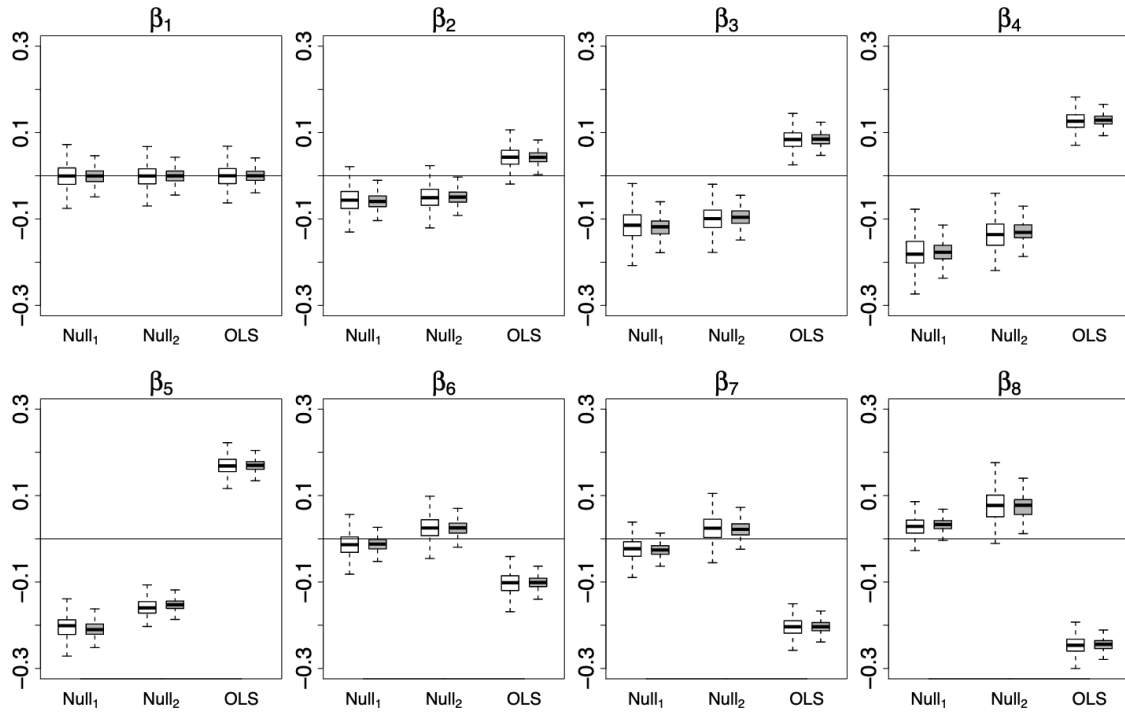 β₁ β₂ β₃ β₄
0.3 0.3 0.3 0.3
0.1 0.1 0.1 0.1
−0.1 −0.1 −0.1 −0.1
−0.3 −0.3 −0.3 −0.3
Null₁ Null₂ OLS Null₁ Null₂ OLS Null₁ Null₂ OLS Null₁ Null₂ OLS
β₅ β₆ β₇ β₈
0.3 0.3 0.3 0.3
0.1 0.1 0.1 0.1
−0.1 −0.1 −0.1 −0.1
−0.3 −0.3 −0.3 −0.3
Null₁ Null₂ OLS Null₁ Null₂ OLS Null₁ Null₂ OLS Null₁ Null₂ OLS